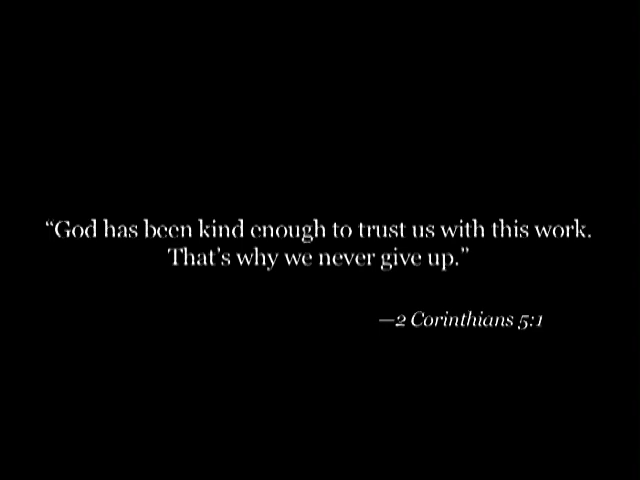 “God has been kind enough to trust us with this work.
That’s why we never give up.”
—2 Corinthians 5:1